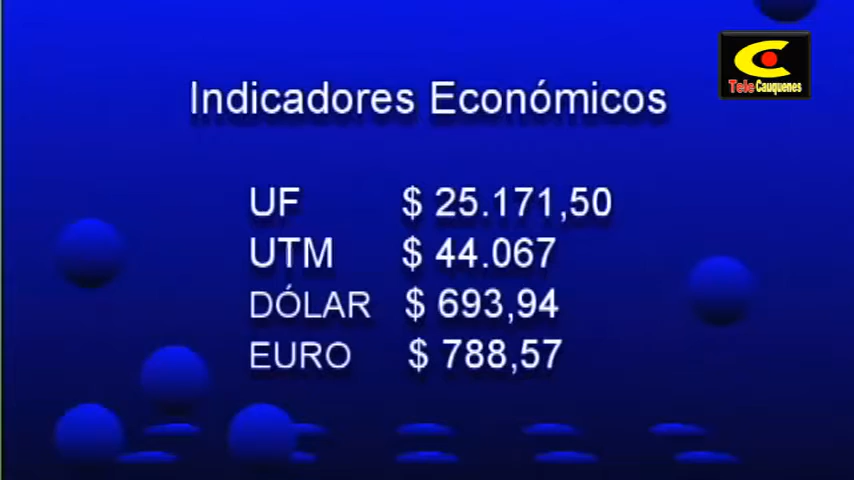 Tele Cauquenes
Indicadores Económicos
UF $ 25.171,50
UTM $ 44.067
DÓLAR $ 693,94
EURO $ 788,57